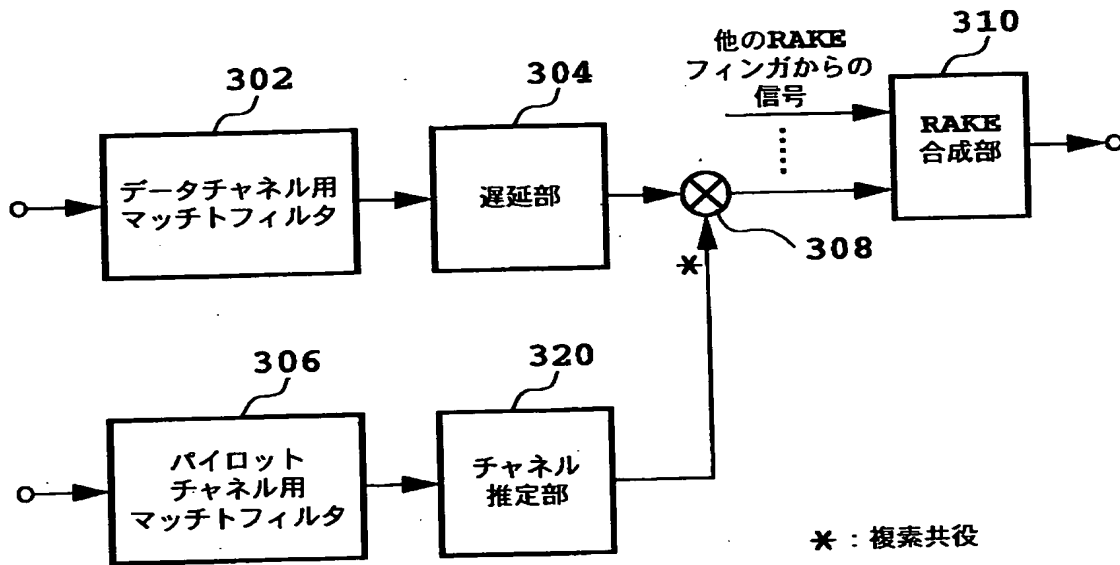 302
データチャネル用
マッチトフィルタ
304
遅延部
他のRAKE
フィンガからの
信号
310
RAKE
合成部
308
*
306
パイロット
チャネル用
マッチトフィルタ
320
チャネル
推定部
* : 複素共役